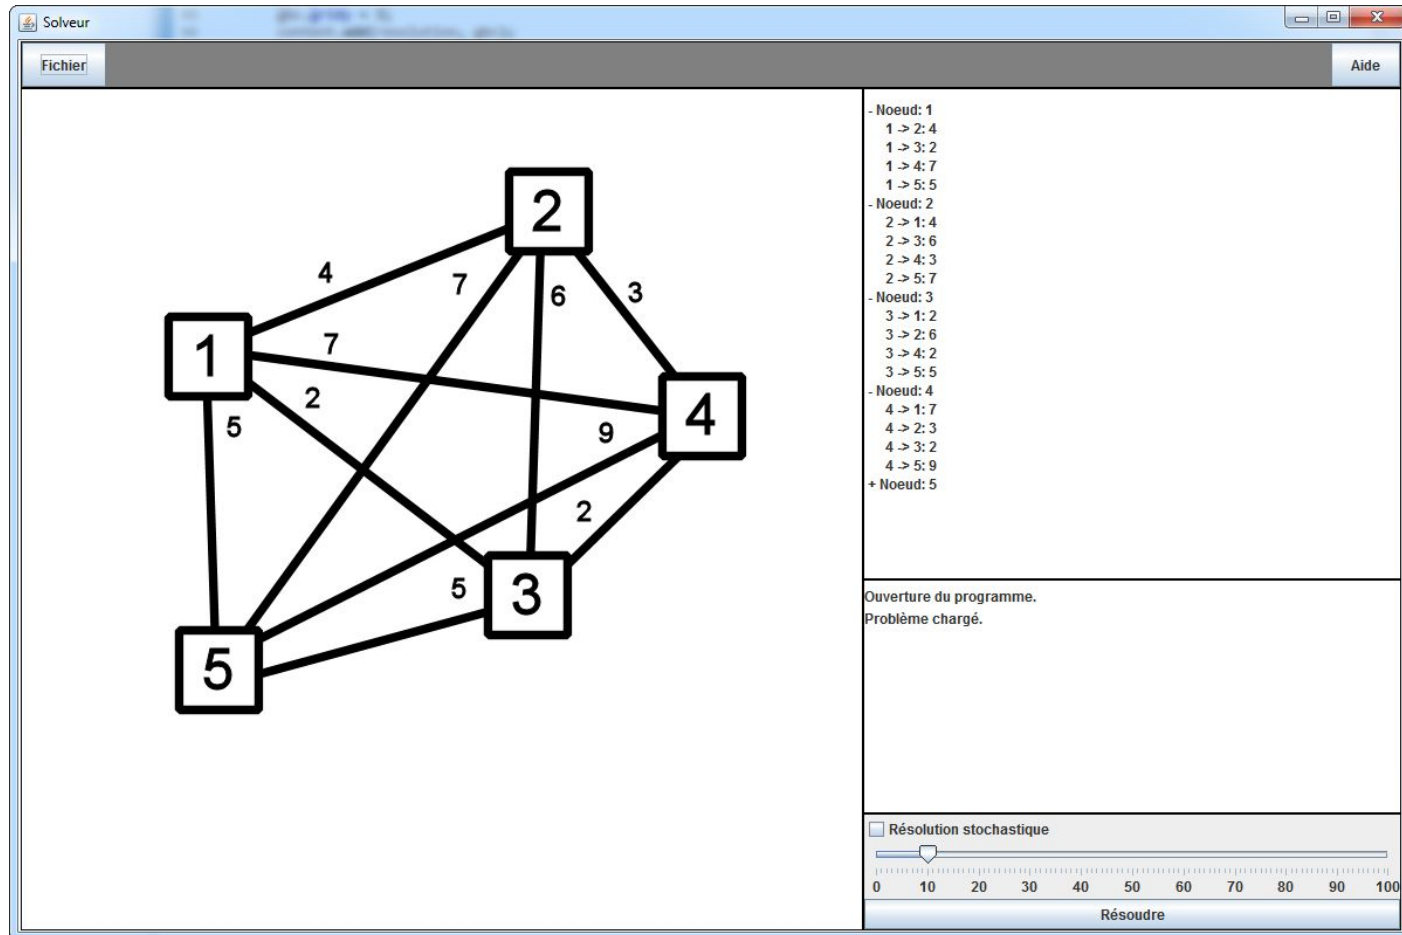 Solveur
Fichier
Aide
2
4
7
6
3
1
7
2
5
4
9
2
3
5
5
- Noeud: 1
1 -> 2: 4
1 -> 3: 2
1 -> 4: 7
1 -> 5: 5
- Noeud: 2
2 -> 1: 4
2 -> 3: 6
2 -> 4: 3
2 -> 5: 7
- Noeud: 3
3 -> 1: 2
3 -> 2: 6
3 -> 4: 2
3 -> 5: 5
- Noeud: 4
4 -> 1: 7
4 -> 2: 3
4 -> 3: 2
4 -> 5: 9
+ Noeud: 5
Ouverture du programme.
Problème chargé.
Résolution stochastique
0 10 20 30 40 50 60 70 80 90 100
Résoudre